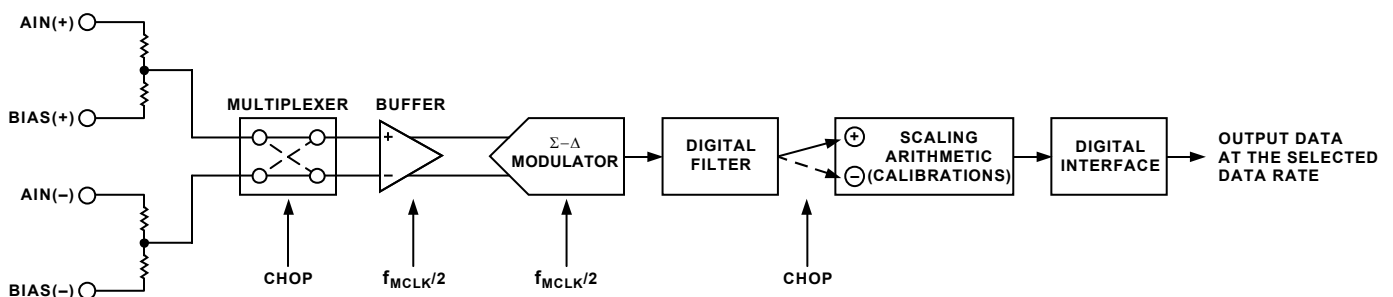 AIN(+)
BIAS(+)
AIN(−)
BIAS(−)
MULTIPLEXER
CHOP
BUFFER
+
−
fMCLK/2
Σ−Δ
MODULATOR
fMCLK/2
DIGITAL
FILTER
CHOP
+
−
SCALING
ARITHMETIC
(CALIBRATIONS)
DIGITAL
INTERFACE
OUTPUT DATA
AT THE SELECTED
DATA RATE